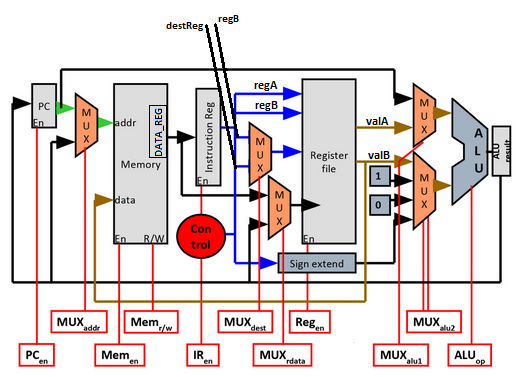 destReg
regB
PC
En
MUX
addr
data
Memory
DATA_REG
En
R/W
Instruction Reg
En
Control
regA
regB
MUX
MUX
Register file
En
Sign extend
valA
valB
1
0
MUX
MUX
ALU
ALU result
MUXaddr
Memr/w
MUXdest
Regen
MUXalu2
PCen
Memen
IRen
MUXrdata
MUXalu1
ALUop